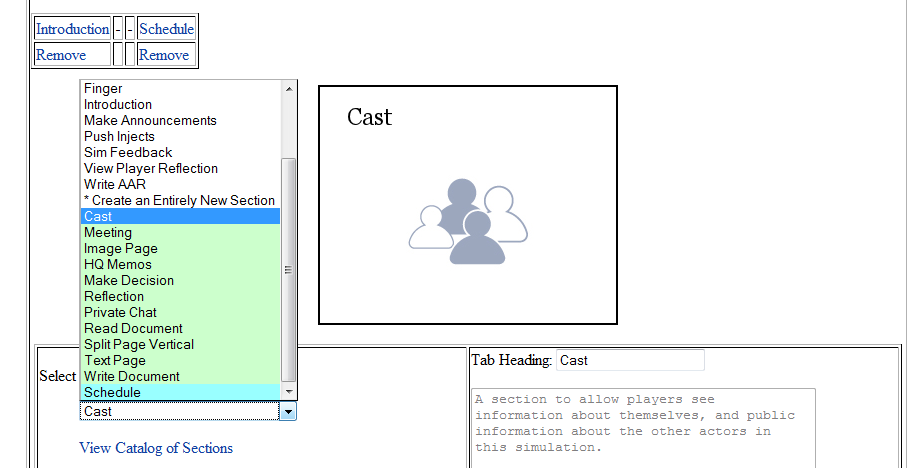 Introduction - - Schedule
Remove Remove
Finger
Introduction
Make Announcements
Push Injects
Sim Feedback
View Player Reflection
Write AAR
* Create an Entirely New Section
Cast
Meeting
Image Page
HQ Memos
Make Decision
Reflection
Private Chat
Read Document
Split Page Vertical
Text Page
Write Document
Schedule
Cast
Select
Cast
View Catalog of Sections
Tab Heading: Cast
A section to allow players see
information about themselves, and public
information about the other actors in
this simulation.